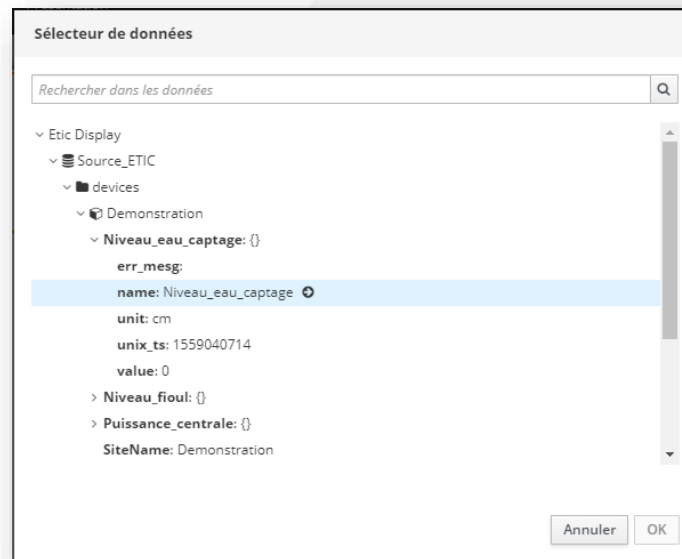 Sélecteur de données
Rechercher dans les données
Etic Display
Source_ETIC
devices
Demonstration
Niveau_eau_captage: {}
err_mesg:
name: Niveau_eau_captage
unit: cm
unix_ts: 1559040714
value: 0
Niveau_fioul: {}
Puissance_centrale: {}
SiteName: Demonstration
Annuler OK